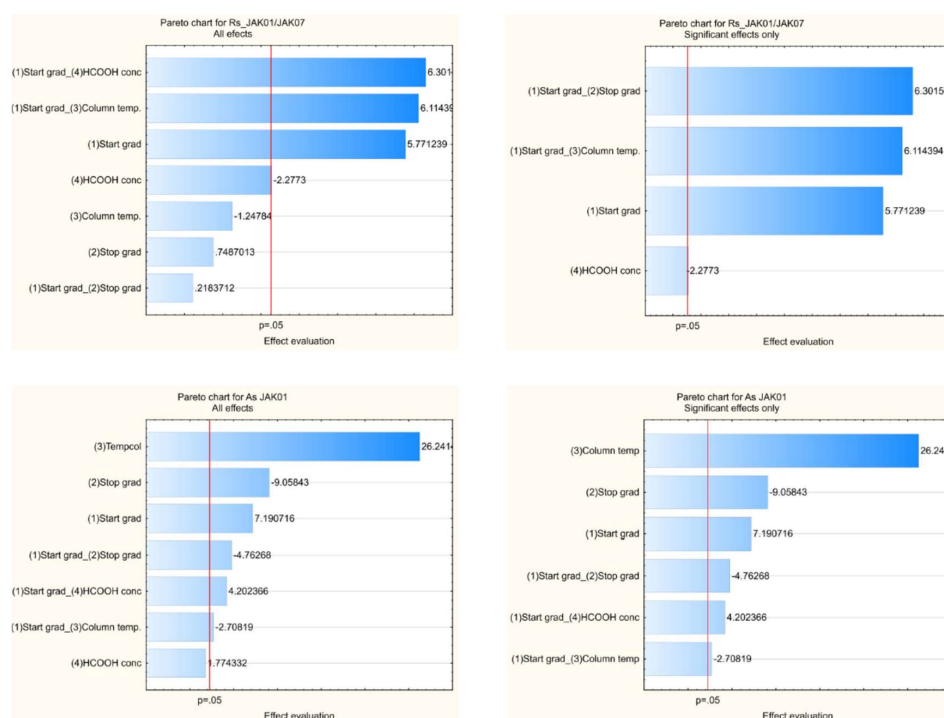 Pareto chart for Rs_JAK01/JAK07
All efects
(1)Start grad_(4)HCOOH conc
6.301
(1)Start grad_(3)Column temp.
6.11439
(1)Start grad
5.771239
(4)HCOOH conc
-2.2773
(3)Column temp.
-1.24784
(2)Stop grad
.7487013
(1)Start grad_(2)Stop grad
.2183712
p=.05
Effect evaluation
Pareto chart for Rs_JAK01/JAK07
Significant effects only
(1)Start grad_(2)Stop grad
6.3015
(1)Start grad_(3)Column temp.
6.114394
(1)Start grad
5.771239
(4)HCOOH conc
-2.2773
p=.05
Effect evaluation
Pareto chart for As JAK01
All effects
(3)Tempcol
26.241
(2)Stop grad
-9.05843
(1)Start grad
7.190716
(1)Start grad_(2)Stop grad
-4.76268
(1)Start grad_(4)HCOOH conc
4.202366
(1)Start grad_(3)Column temp.
-2.70819
(4)HCOOH conc
1.774332
p=.05
Effect evaluation
Pareto chart for As JAK01
Significant effects only
(3)Column temp
26.24
(2)Stop grad
-9.05843
(1)Start grad
7.190716
(1)Start grad_(2)Stop grad
-4.76268
(1)Start grad_(4)HCOOH conc
4.202366
(1)Start grad_(3)Column temp
-2.70819
p=.05
Effect evaluation